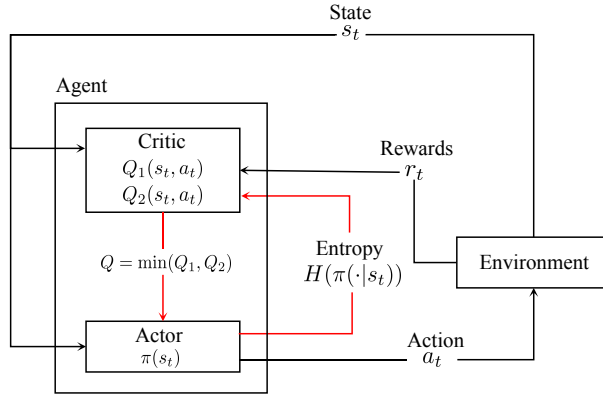 State
s_t
Agent
Critic
Q_1(s_t, a_t)
Q_2(s_t, a_t)
Rewards
r_t
Q = min(Q_1, Q_2)
Entropy
H(π(·|s_t))
Environment
Actor
π(s_t)
Action
a_t